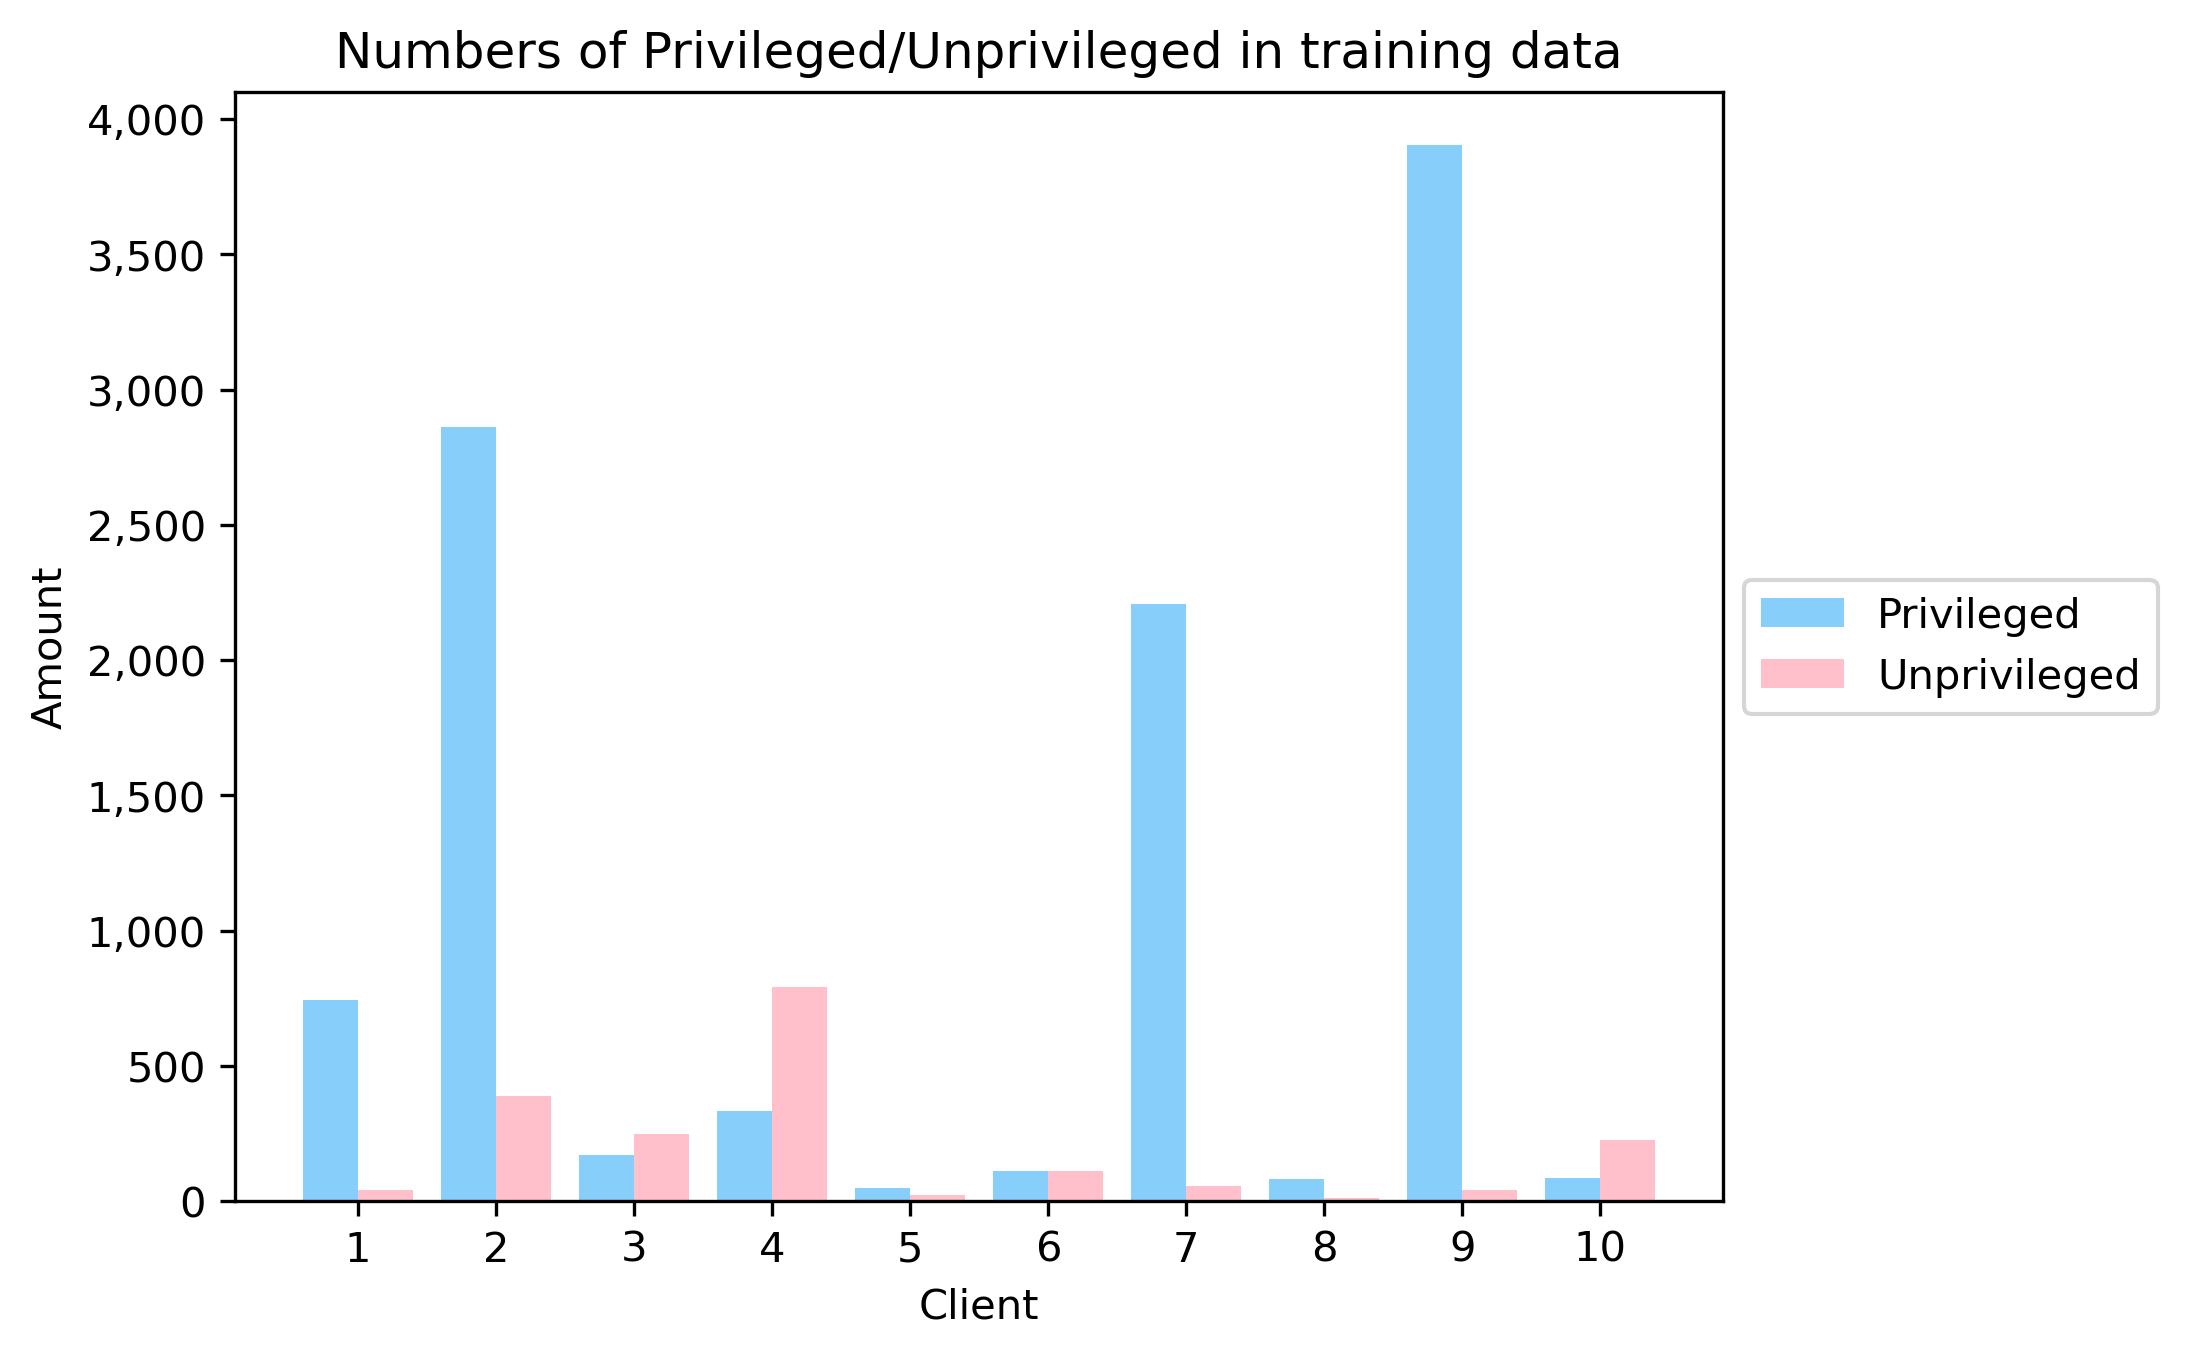 Numbers of Privileged/Unprivileged in training data
4,000
3,500
3,000
2,500
2,000
1,500
1,000
500
0
Amount
1 2 3 4 5 6 7 8 9 10
Client
Privileged
Unprivileged